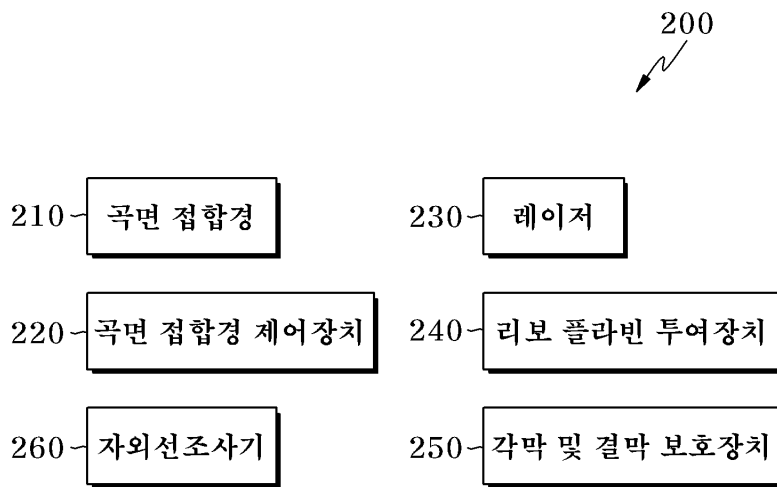 200
210 곡면 접합경
230 레이저
220 곡면 접합경 제어장치
240 리보 플라빈 투여장치
260 자외선조사기
250 각막 및 결막 보호장치